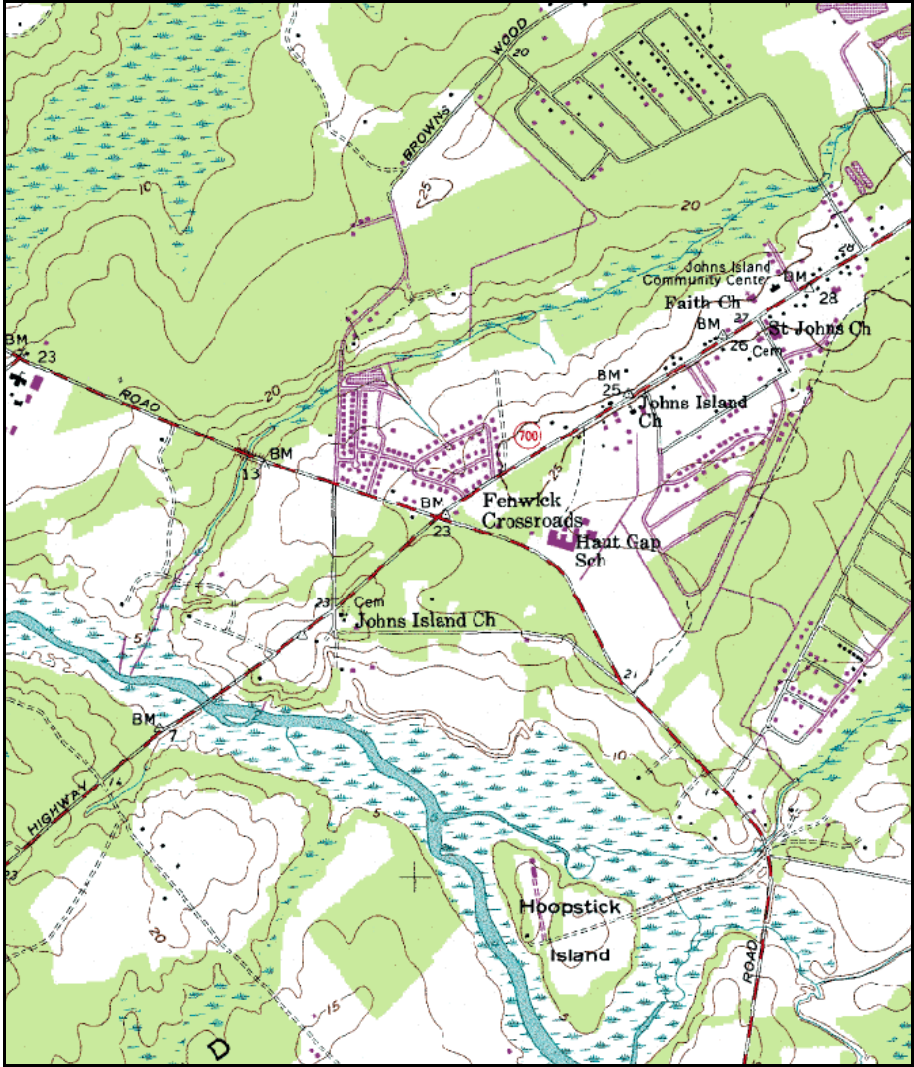 WOOD
20
BROWNS
10
25
20
28
Johns Island
Community Center
BM
28
Faith Ch
27
BM
St Johns Ch
26
Cem
BM
23
BM
25
Johns Island
Ch
ROAD
20
700
25
BM
13
BM
23
Fenwick
Crossroads
Haut Gap
Sch
23
Cem
Johns Island Ch
5
21
BM
7
10
14
14
HIGHWAY
5
23
Hoopstick
Island
20
ROAD
15
5
D